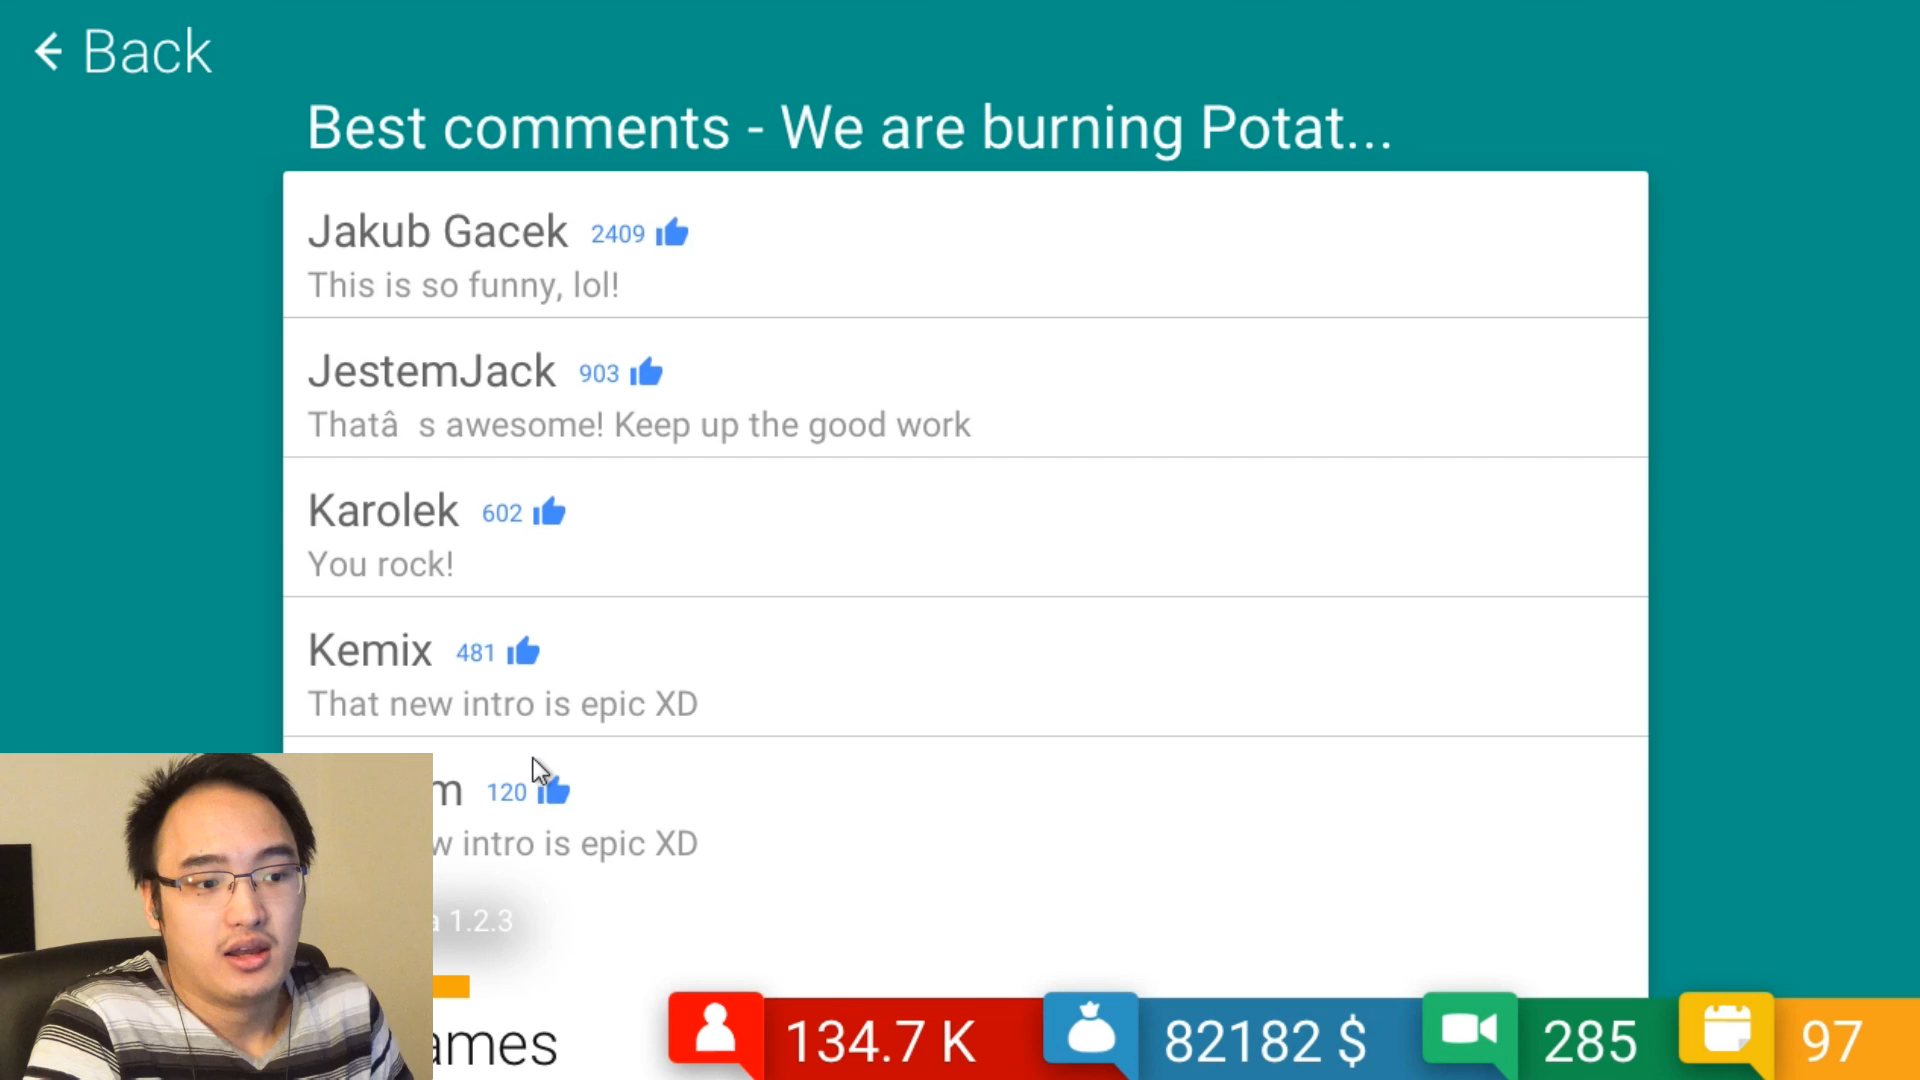 Back
Best comments - We are burning Potat...
Jakub Gacek 2409
This is so funny, lol!
JestemJack 903
Thatâ s awesome! Keep up the good work
Karolek 602
You rock!
Kemix 481
That new intro is epic XD
m 120
w intro is epic XD
a 1.2.3
ames
134.7 K
82182 $
285
97